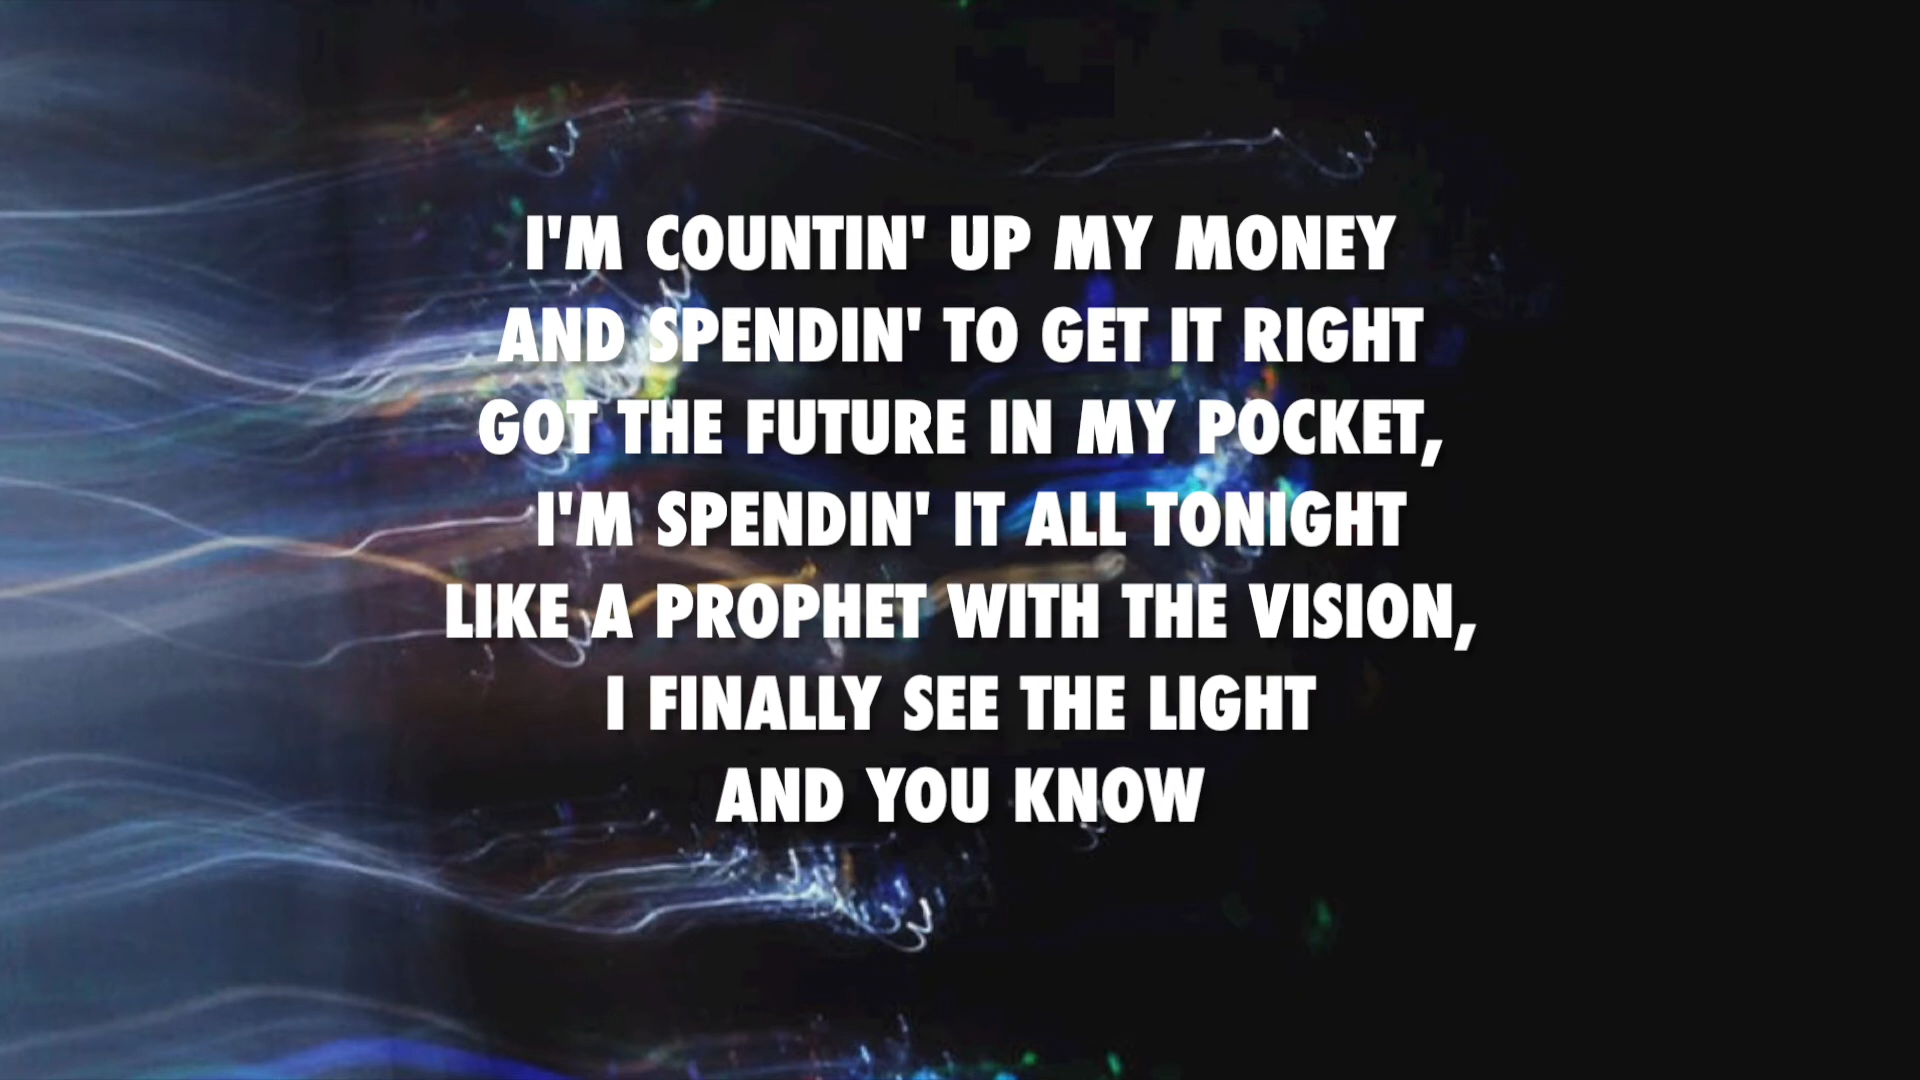 I'M COUNTIN' UP MY MONEY
AND SPENDIN' TO GET IT RIGHT
GOT THE FUTURE IN MY POCKET,
I'M SPENDIN' IT ALL TONIGHT
LIKE A PROPHET WITH THE VISION,
I FINALLY SEE THE LIGHT
AND YOU KNOW